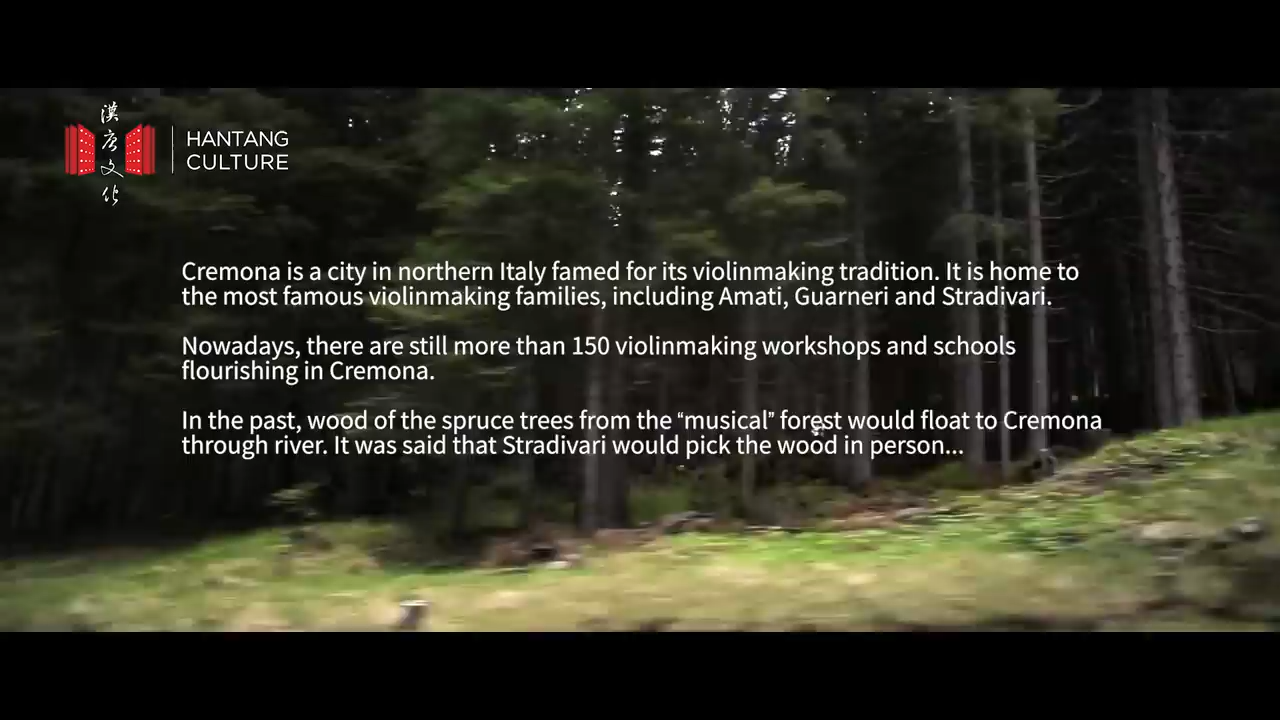 漢
唐
文
化
HANTANG
CULTURE
Cremona is a city in northern Italy famed for its violinmaking tradition. It is home to
the most famous violinmaking families, including Amati, Guarneri and Stradivari.
Nowadays, there are still more than 150 violinmaking workshops and schools
flourishing in Cremona.
In the past, wood of the spruce trees from the “musical” forest would float to Cremona
through river. It was said that Stradivari would pick the wood in person...